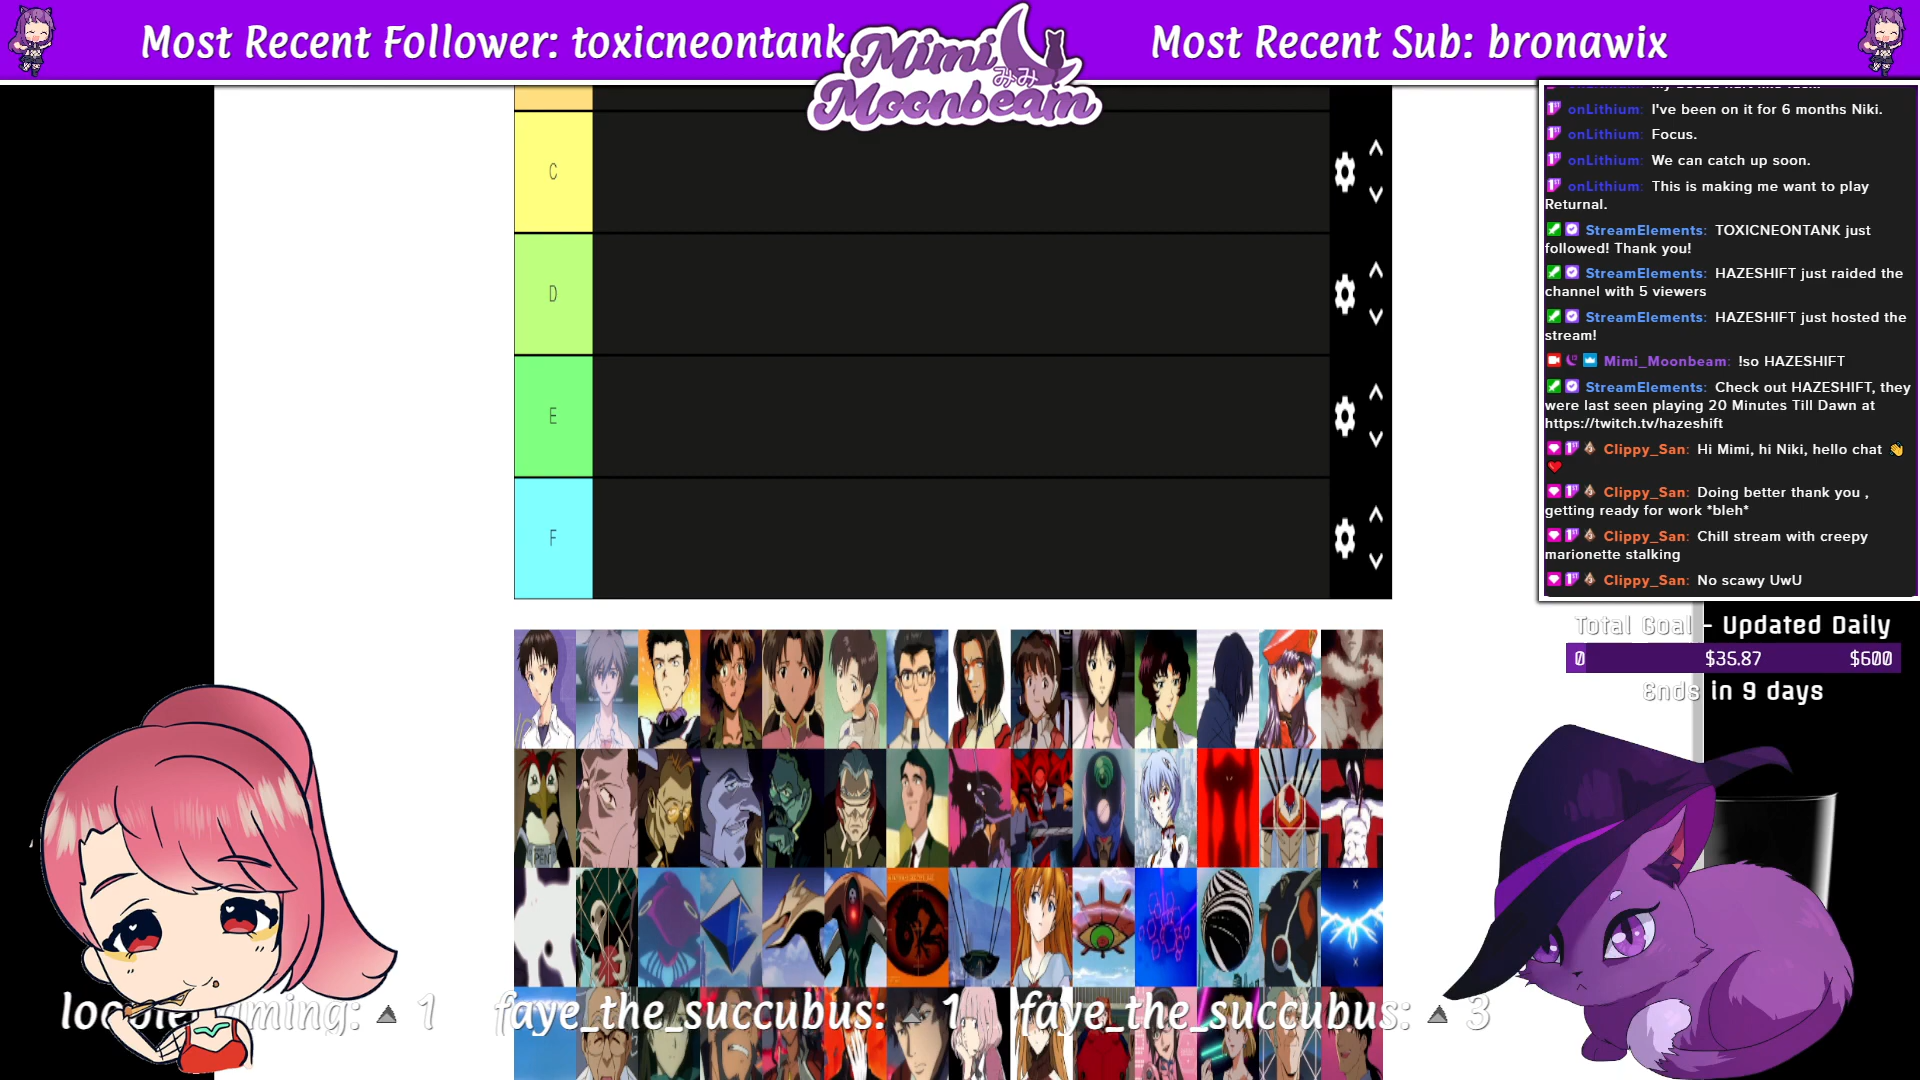 Most Recent Follower: toxicneontank
Mimi
みみ
Moonbeam
Most Recent Sub: bronawix
C
D
E
F
onLithium: I've been on it for 6 months Niki.
onLithium: Focus.
onLithium: We can catch up soon.
onLithium: This is making me want to play
Returnal.
StreamElements: TOXICNEONTANK just
followed! Thank you!
StreamElements: HAZESHIFT just raided the
channel with 5 viewers
StreamElements: HAZESHIFT just hosted the
stream!
Mimi_Moonbeam: !so HAZESHIFT
StreamElements: Check out HAZESHIFT, they
were last seen playing 20 Minutes Till Dawn at
https://twitch.tv/hazeshift
Clippy_San: Hi Mimi, hi Niki, hello chat 👋
❤️
Clippy_San: Doing better thank you ,
getting ready for work *bleh*
Clippy_San: Chill stream with creepy
marionette stalking
Clippy_San: No scawy UwU
Total Goal - Updated Daily
0 $35.87 $600
Ends in 9 days
PEN
1 faye_the_succubus: 1 faye_the_succubus: 3